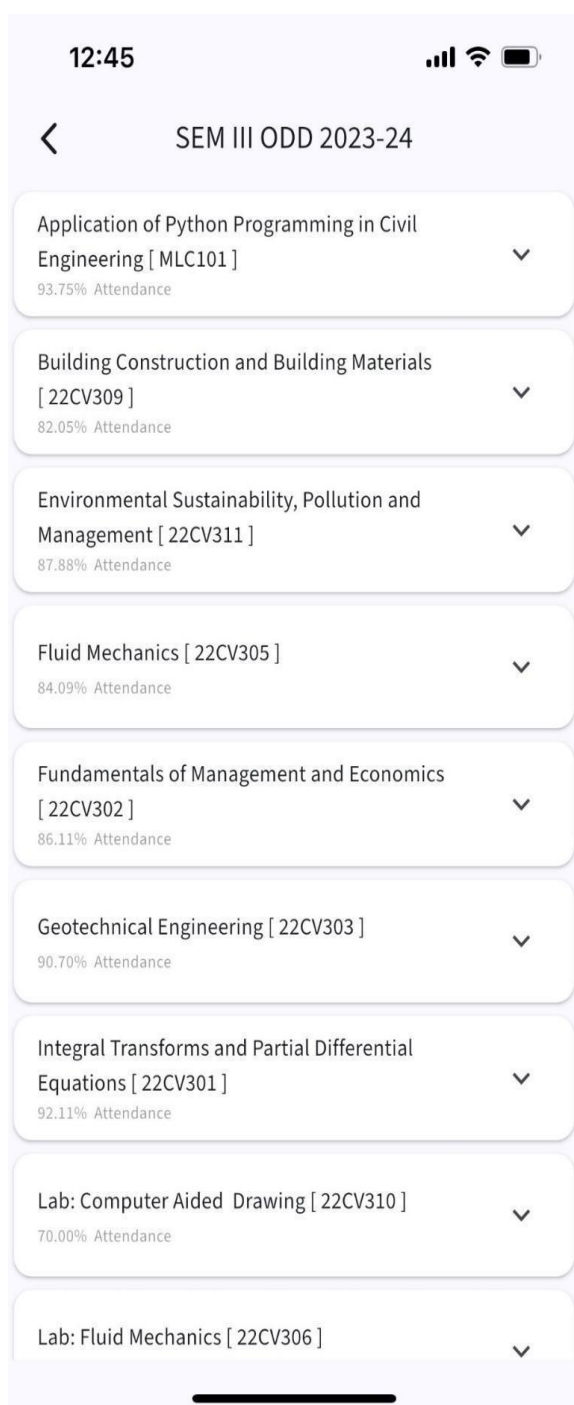 12:45
SEM III ODD 2023-24
Application of Python Programming in Civil
Engineering [ MLC101 ]
93.75% Attendance
Building Construction and Building Materials
[ 22CV309 ]
82.05% Attendance
Environmental Sustainability, Pollution and
Management [ 22CV311 ]
87.88% Attendance
Fluid Mechanics [ 22CV305 ]
84.09% Attendance
Fundamentals of Management and Economics
[ 22CV302 ]
86.11% Attendance
Geotechnical Engineering [ 22CV303 ]
90.70% Attendance
Integral Transforms and Partial Differential
Equations [ 22CV301 ]
92.11% Attendance
Lab: Computer Aided  Drawing [ 22CV310 ]
70.00% Attendance
Lab: Fluid Mechanics [ 22CV306 ]